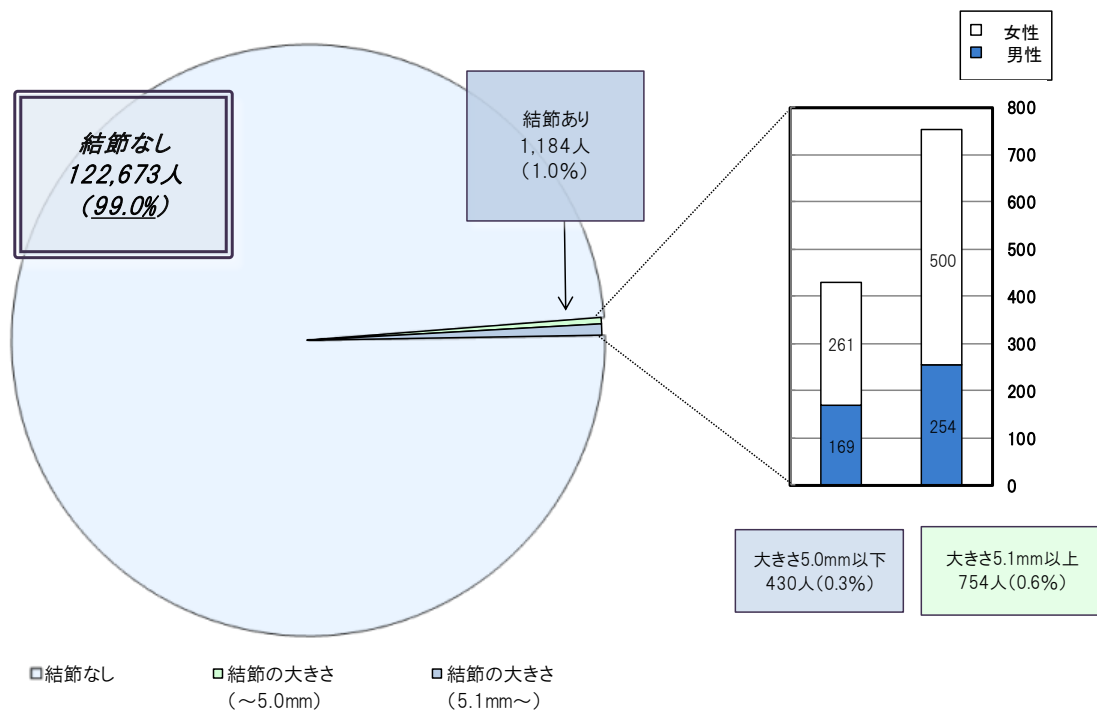 女性
男性
結節なし
122,673人
(99.0%)
結節あり
1,184人
(1.0%)
800
700
600
500
400
300
200
100
0
500
261
254
169
大きさ5.0mm以下
430人(0.3%)
大きさ5.1mm以上
754人(0.6%)
結節なし
結節の大きさ
(～5.0mm)
結節の大きさ
(5.1mm～)